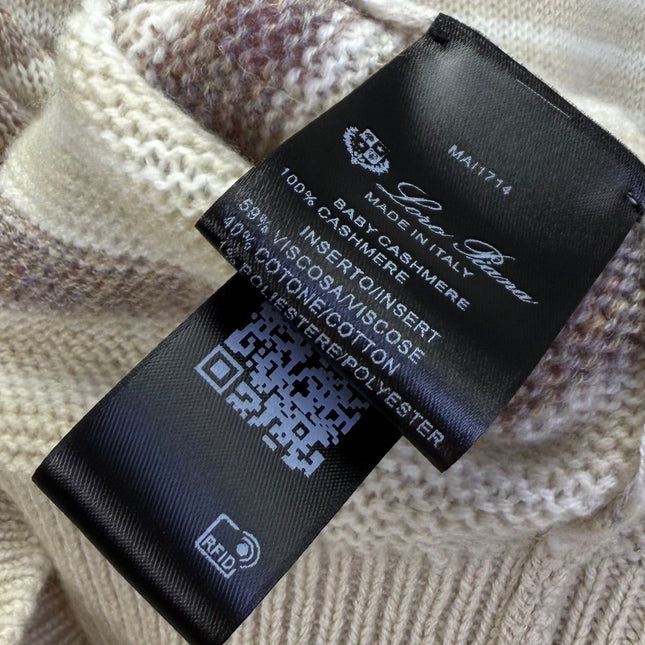 MAI1714
Loro Piana
MADE IN ITALY
100% BABY CASHMERE
CASHMERE
INSERTO/INSERT
59% VISCOSA/VISCOSE
40% COTONE/COTTON
POLIESTERE/POLYESTER
RFID